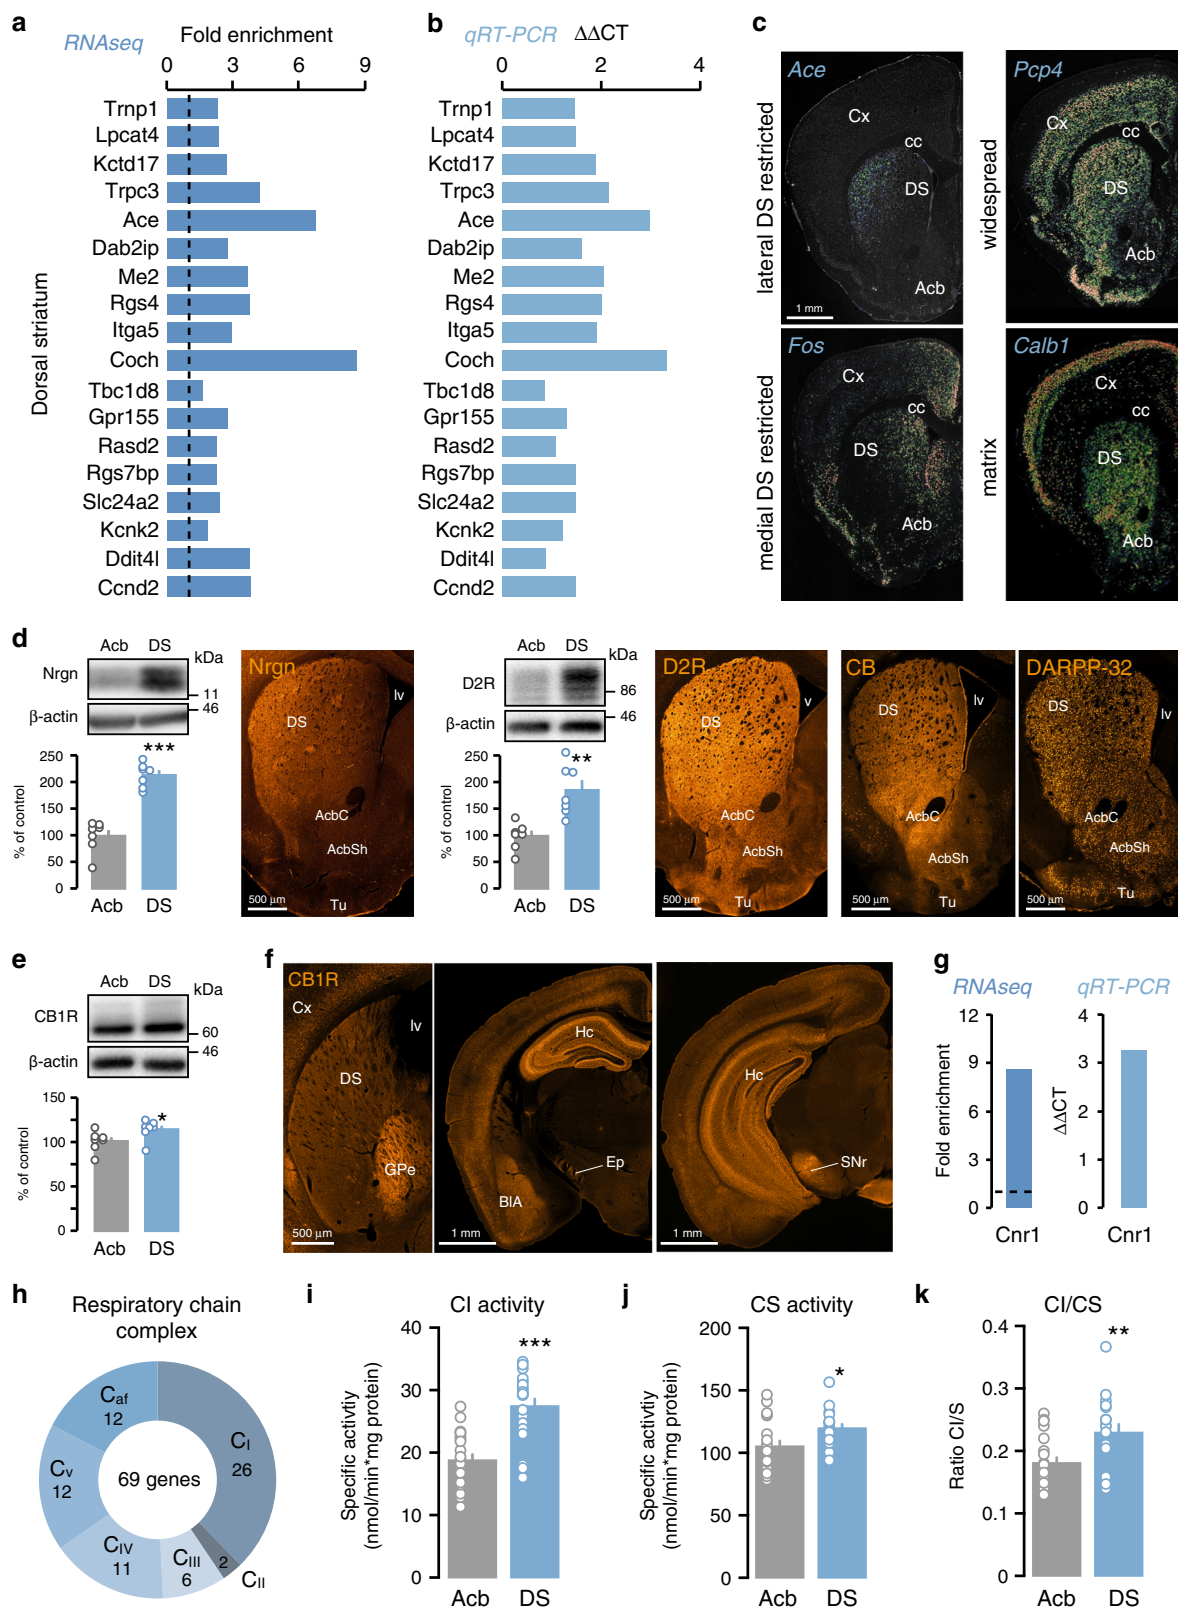 a
RNAseq
Fold enrichment
0 3 6 9
Dorsal striatum
Trnp1
Lpcat4
Kctd17
Trpc3
Ace
Dab2ip
Me2
Rgs4
Itga5
Coch
Tbc1d8
Gpr155
Rasd2
Rgs7bp
Slc24a2
Kcnk2
Ddit4l
Ccnd2
b
qRT-PCR ΔΔCT
0 2 4
Trnp1
Lpcat4
Kctd17
Trpc3
Ace
Dab2ip
Me2
Rgs4
Itga5
Coch
Tbc1d8
Gpr155
Rasd2
Rgs7bp
Slc24a2
Kcnk2
Ddit4l
Ccnd2
c
lateral DS restricted
Ace
Cx
cc
DS
Acb
1 mm
widespread
Pcp4
Cx
cc
DS
Acb
medial DS restricted
Fos
Cx
cc
DS
Acb
matrix
Calb1
Cx
cc
DS
Acb
d
Acb DS
kDa
Nrgn
11
β-actin
46
% of control
250
200
150
100
50
0
***
Acb DS
Nrgn
lv
DS
AcbC
AcbSh
Tu
500 μm
Acb DS
kDa
D2R
86
β-actin
46
% of control
250
200
150
100
50
0
**
Acb DS
D2R
v
DS
AcbC
AcbSh
Tu
500 μm
CB
lv
DS
AcbC
AcbSh
Tu
500 μm
DARPP-32
lv
DS
AcbC
AcbSh
Tu
500 μm
e
Acb DS
kDa
CB1R
60
β-actin
46
% of control
150
100
50
0
*
Acb DS
f
CB1R
Cx
lv
DS
GPe
500 μm
Hc
Ep
BlA
1 mm
Hc
SNr
1 mm
g
RNAseq
Fold enrichment
12
9
6
3
0
Cnr1
qRT-PCR
ΔΔCT
4
3
2
1
0
Cnr1
h
Respiratory chain
complex
Caf
12
CI
26
Cv
12
69 genes
CIV
11
CIII
6
2
CII
i
CI activity
Specific activtiy
(nmol/min*mg protein)
40
30
20
10
0
***
Acb DS
j
CS activity
Specific activity
(nmol/min*mg protein)
200
150
100
50
0
*
Acb DS
k
CI/CS
Ratio CI/S
0.4
0.3
0.2
0.1
0
**
Acb DS